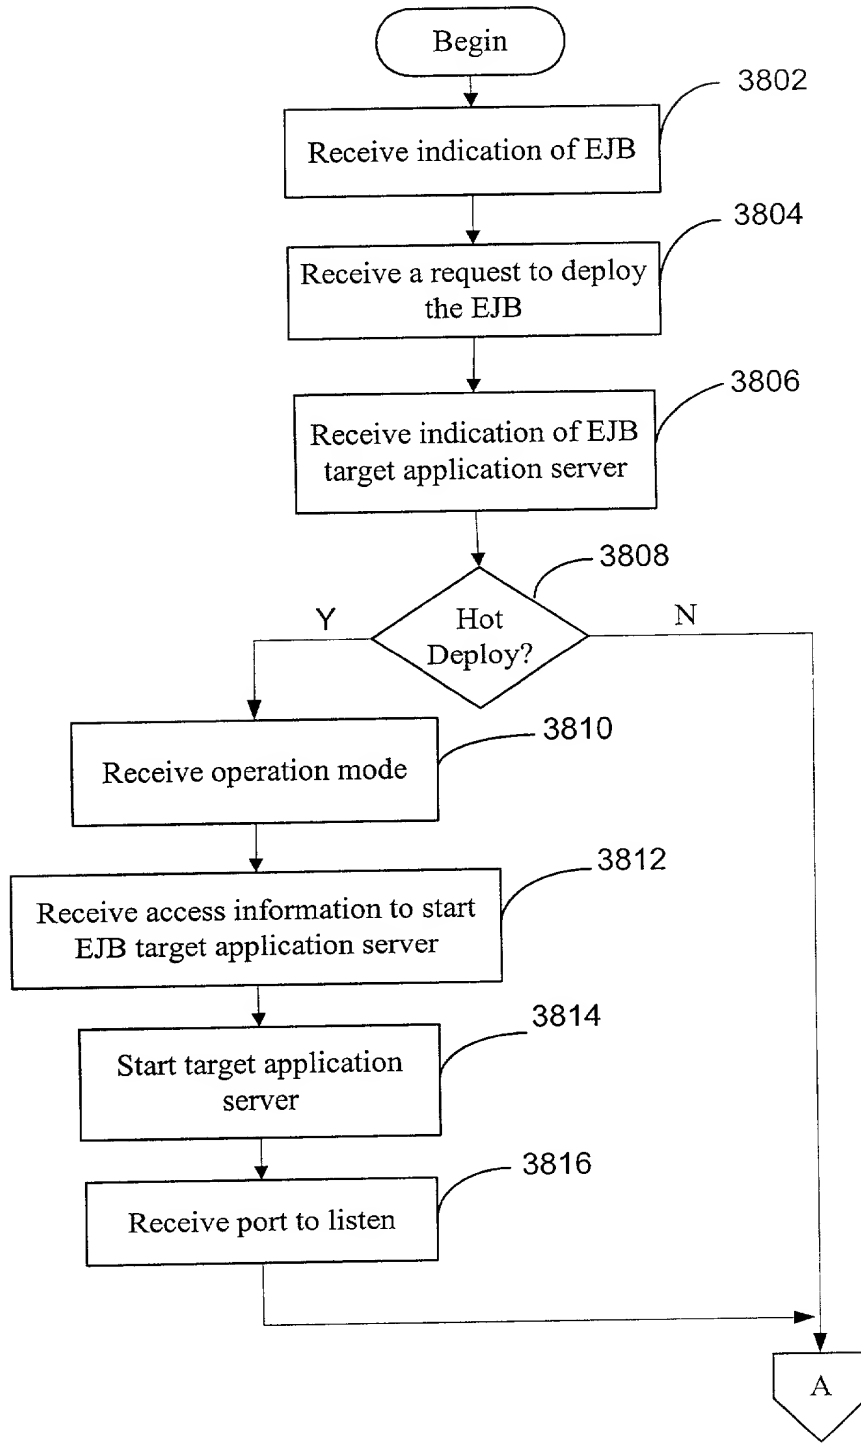 Begin
3802
Receive indication of EJB
3804
Receive a request to deploy
the EJB
3806
Receive indication of EJB
target application server
3808
Y
Hot
Deploy?
N
3810
Receive operation mode
3812
Receive access information to start
EJB target application server
3814
Start target application
server
3816
Receive port to listen
A